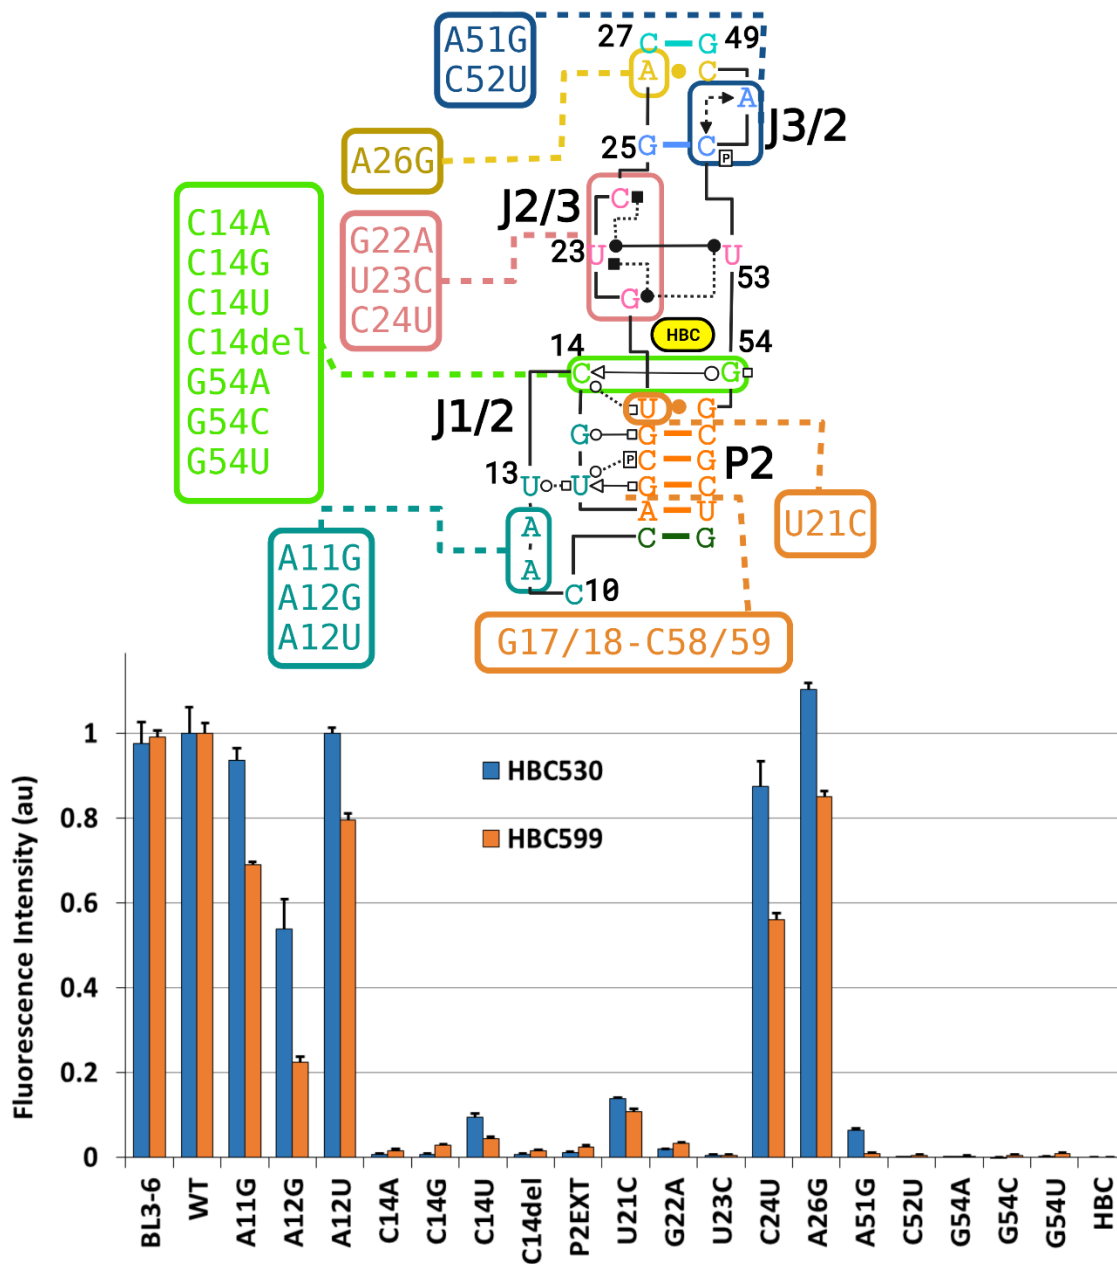 A51G
C52U
27 C G 49
A C
A
J3/2
25 G C
P
A26G
J2/3
C
23 U U 53
G
G22A
U23C
C24U
HBC
C14A
C14G
C14U
C14del
G54A
G54C
G54U
14 54
C G
J1/2
U G
G G C
C G
P
P2
13 U U G C
A A U
A C G
C 10
U21C
A11G
A12G
A12U
G17/18-C58/59
Fluorescence Intensity (au)
1
0.8
0.6
0.4
0.2
0
HBC530
HBC599
BL3-6
WT
A11G
A12G
A12U
C14A
C14G
C14U
C14del
P2EXT
U21C
G22A
U23C
C24U
A26G
A51G
C52U
G54A
G54C
G54U
HBC